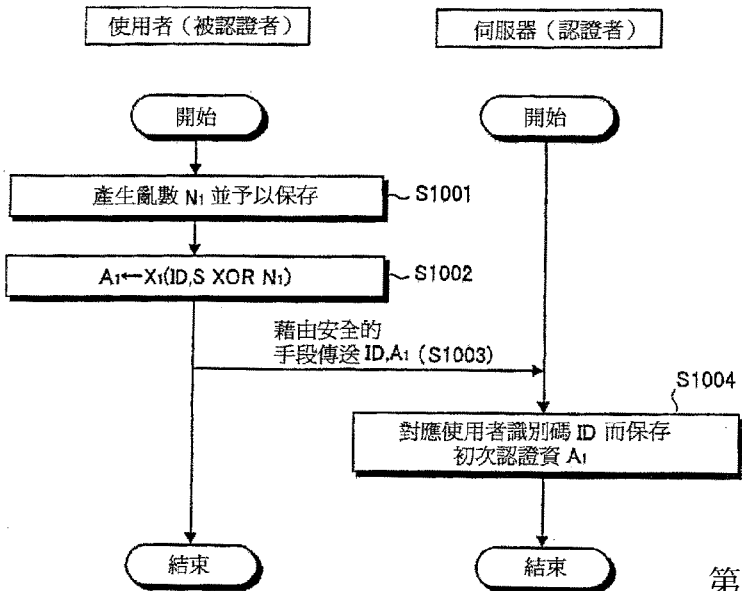 使用者（被認證者）
伺服器（認證者）
開始
開始
產生亂數 N₁ 並予以保存
S1001
A₁←X₁(ID,S XOR N₁)
S1002
藉由安全的
手段傳送 ID,A₁ (S1003)
S1004
對應使用者識別碼 ID 而保存
初次認證資 A₁
結束
結束
第